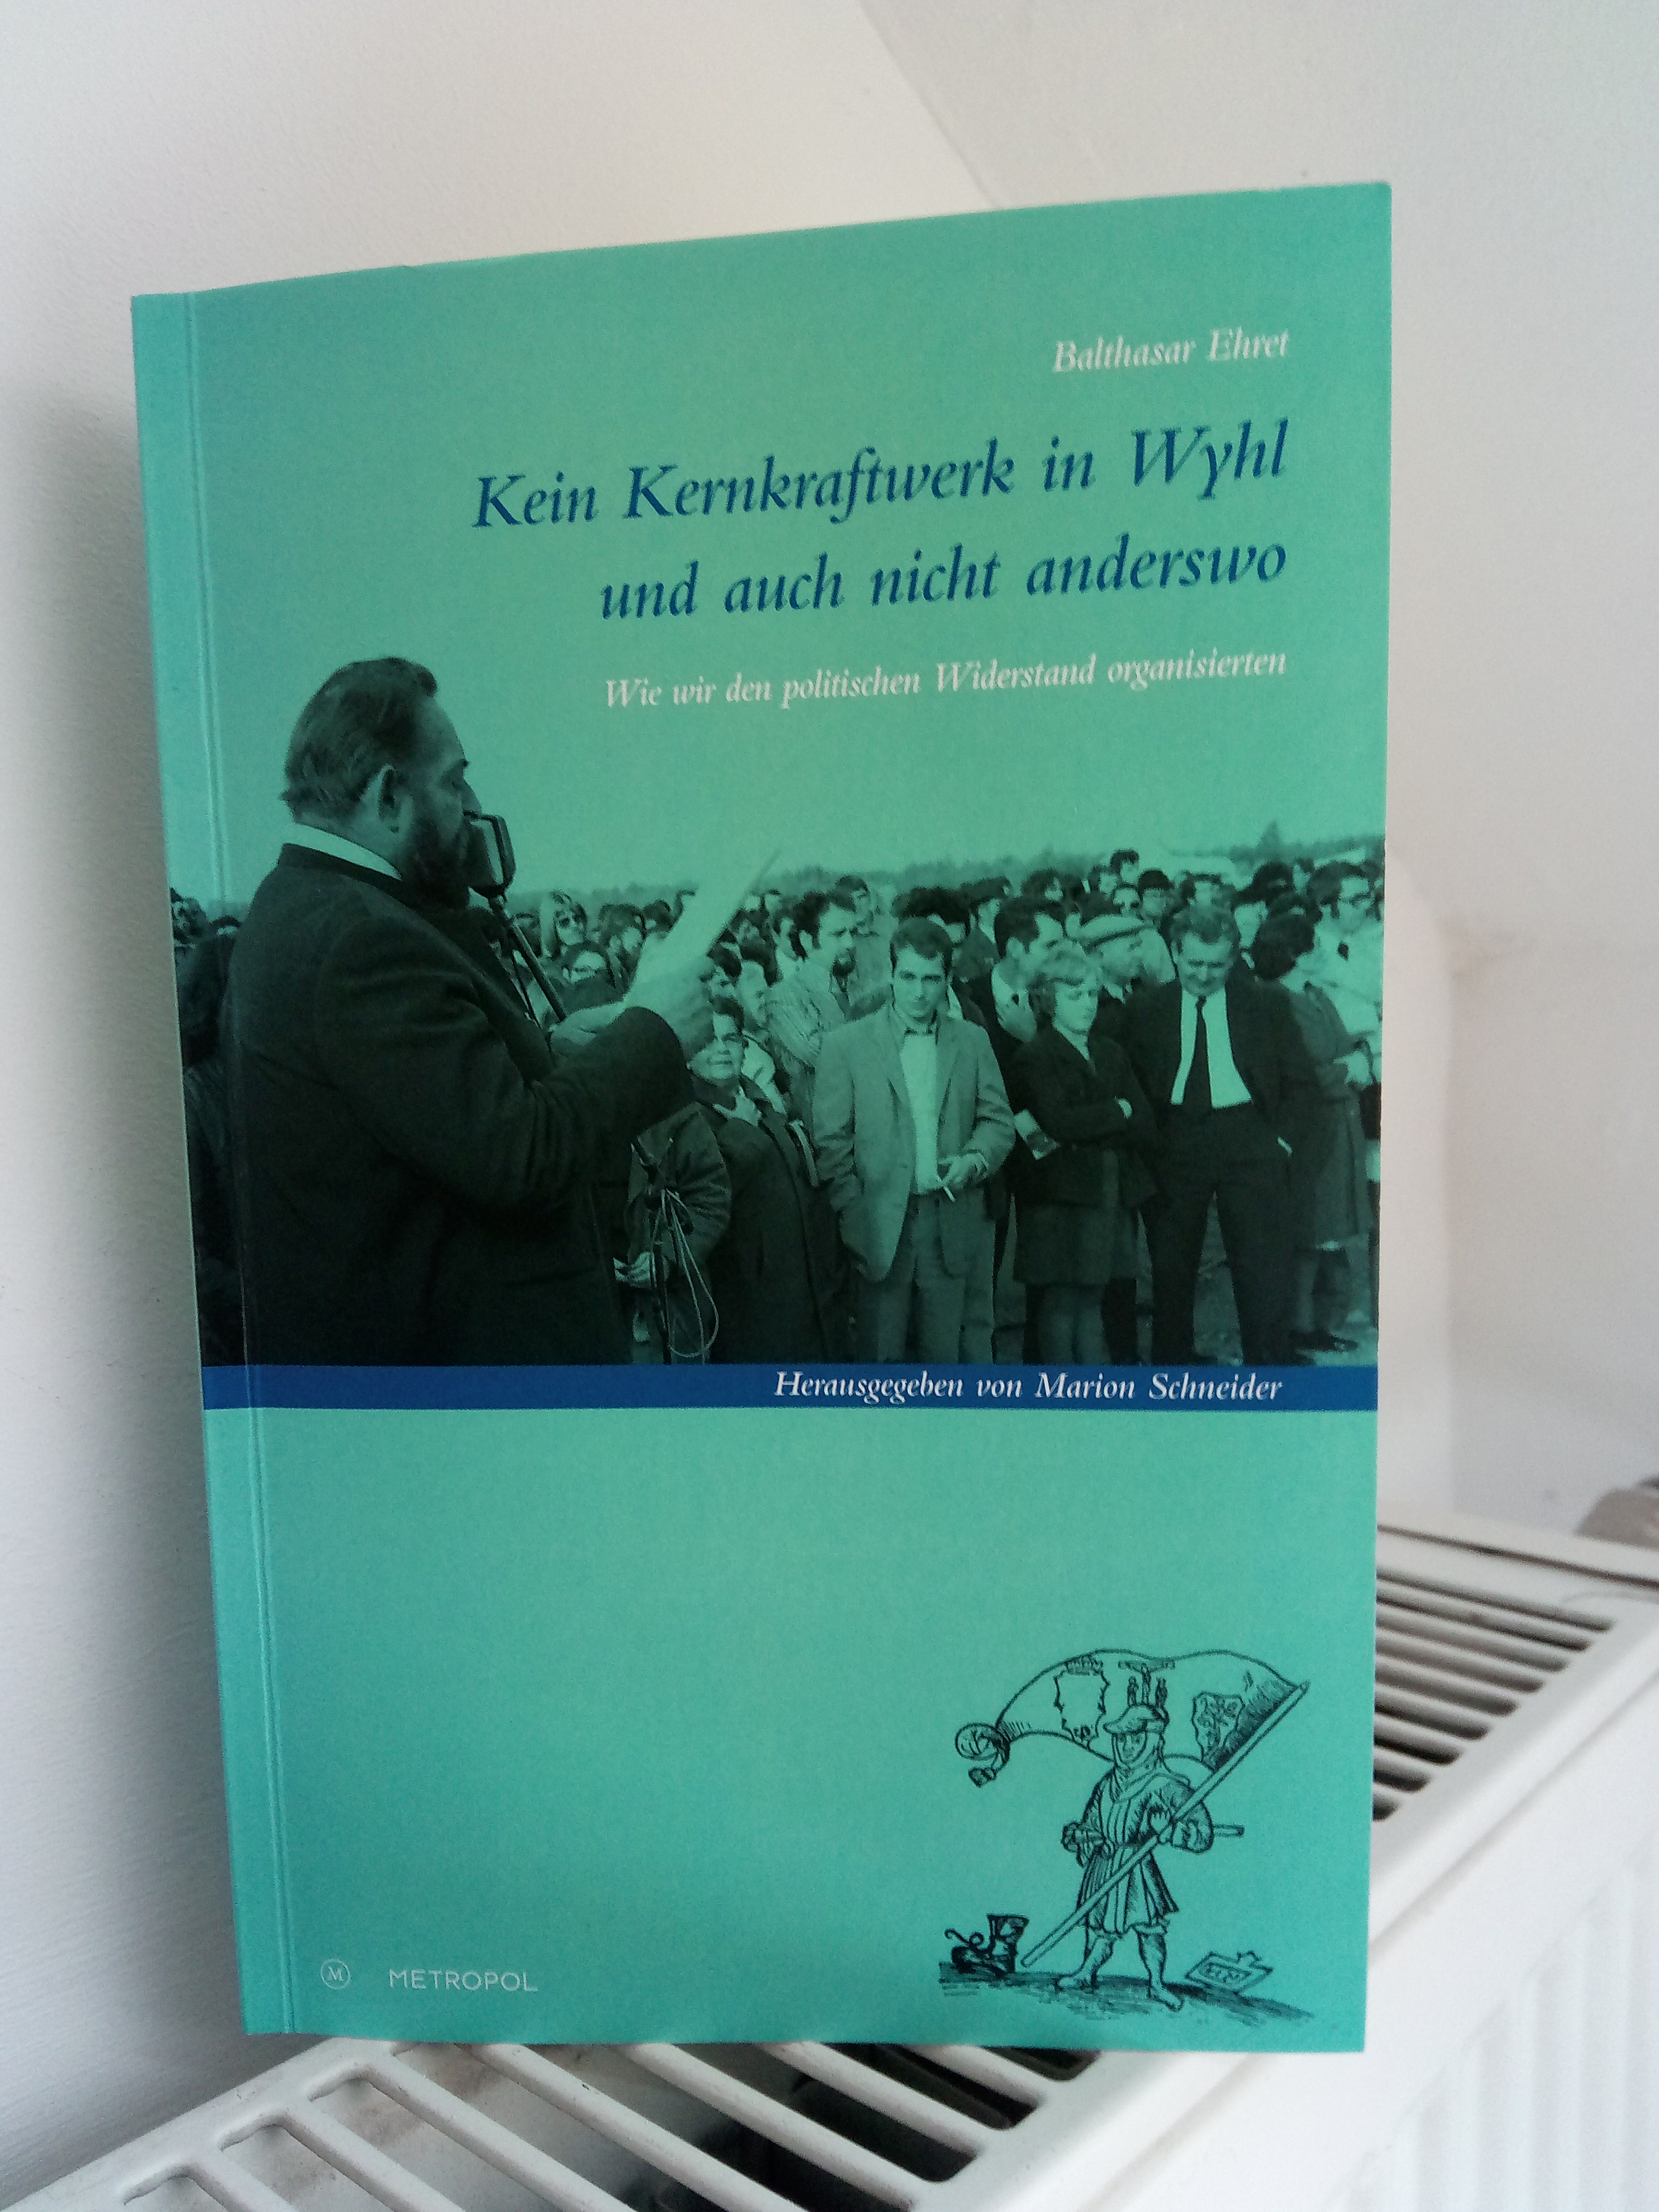 Balthasar Ehret
Kein Kernkraftwerk in Wyhl
und auch nicht anderswo
Wie wir den politischen Widerstand organisierten
Herausgegeben von Marion Schneider
M METROPOL